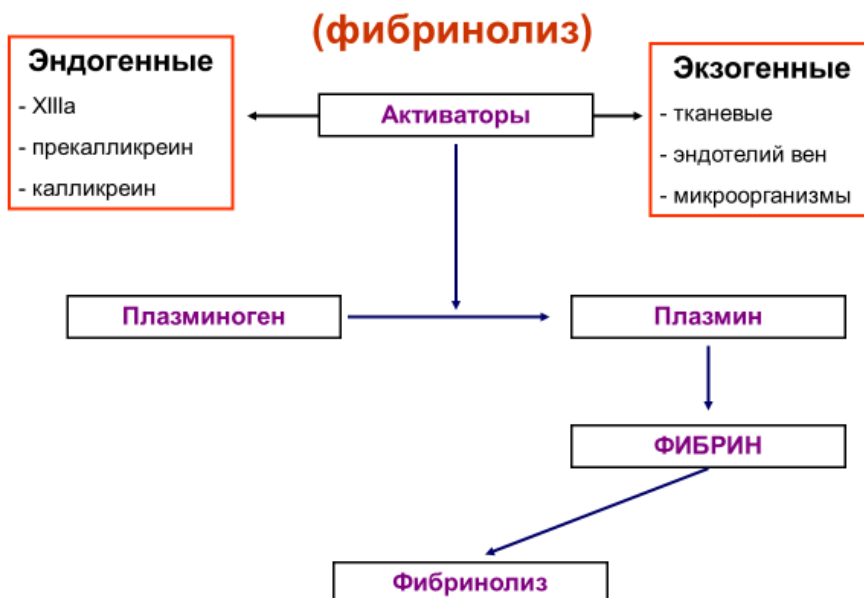 (фибринолиз)
Эндогенные
- XIIIa
- прекалликреин
- калликреин
Активаторы
Экзогенные
- тканевые
- эндотелий вен
- микроорганизмы
Плазминоген
Плазмин
ФИБРИН
Фибринолиз